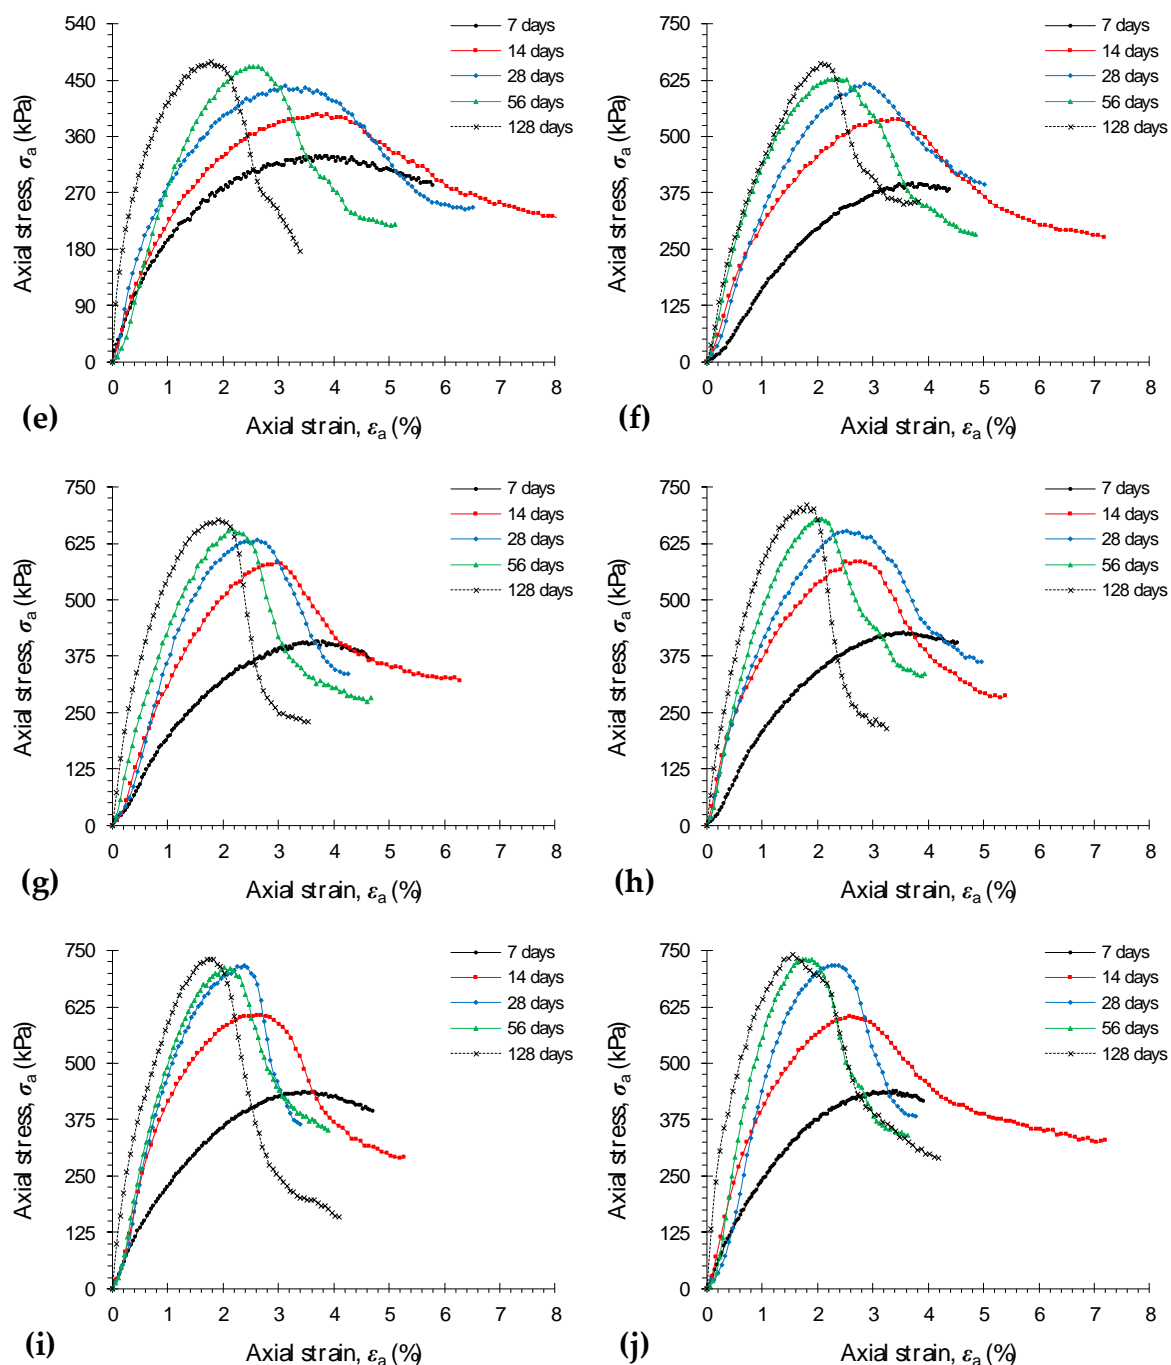 540
450
360
270
180
90
0
Axial stress, σa (kPa)
7 days
14 days
28 days
56 days
128 days
0 1 2 3 4 5 6 7 8
Axial strain, εa (%)
(e)
750
625
500
375
250
125
0
Axial stress, σa (kPa)
7 days
14 days
28 days
56 days
128 days
0 1 2 3 4 5 6 7 8
Axial strain, εa (%)
(f)
750
625
500
375
250
125
0
Axial stress, σa (kPa)
7 days
14 days
28 days
56 days
128 days
0 1 2 3 4 5 6 7 8
Axial strain, εa (%)
(g)
750
625
500
375
250
125
0
Axial stress, σa (kPa)
7 days
14 days
28 days
56 days
128 days
0 1 2 3 4 5 6 7 8
Axial strain, εa (%)
(h)
750
625
500
375
250
125
0
Axial stress, σa (kPa)
7 days
14 days
28 days
56 days
128 days
0 1 2 3 4 5 6 7 8
Axial strain, εa (%)
(i)
750
625
500
375
250
125
0
Axial stress, σa (kPa)
7 days
14 days
28 days
56 days
128 days
0 1 2 3 4 5 6 7 8
Axial strain, εa (%)
(j)